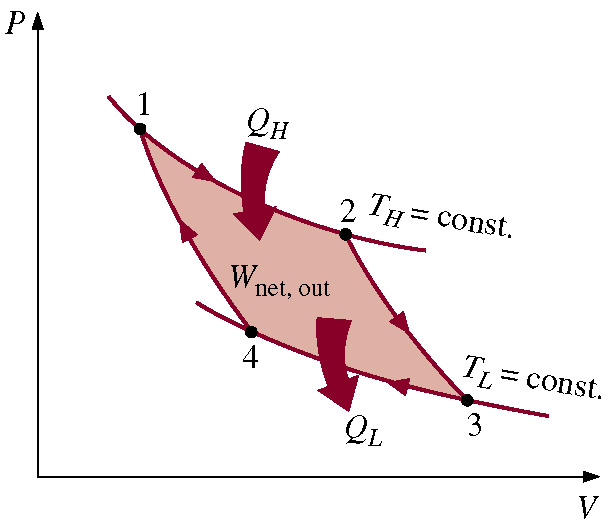 P
1
Q_H
2
T_H = const.
W_net, out
4
T_L = const.
3
Q_L
V